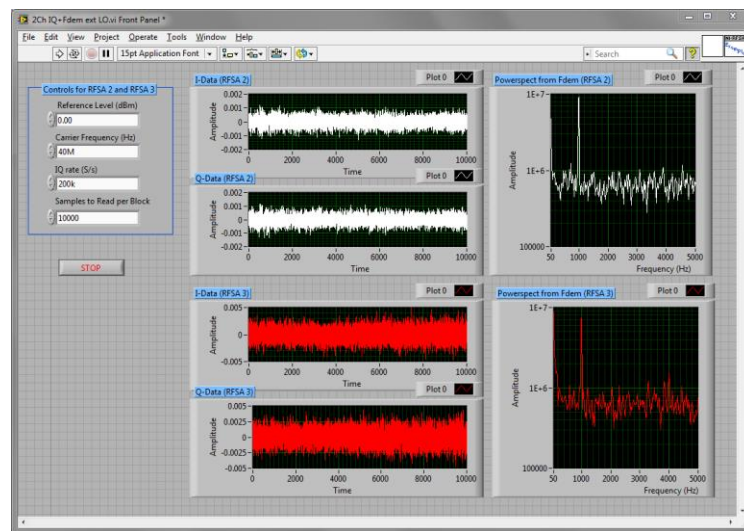 2Ch IQ+Fdem ext LO.vi Front Panel *
File Edit View Project Operate Tools Window Help
15pt Application Font
Search
Controls for RFSA 2 and RFSA 3
Reference Level (dBm)
0.00
Carrier Frequency (Hz)
40M
IQ rate (S/s)
200k
Samples to Read per Block
10000
STOP
I-Data (RFSA 2)
Plot 0
Amplitude
0.002
0.001
0
-0.001
-0.002
0 2000 4000 6000 8000 10000
Time
Q-Data (RFSA 2)
Plot 0
Amplitude
0.002
0.001
0
-0.001
-0.002
0 2000 4000 6000 8000 10000
Time
Powerspect from Fdem (RFSA 2)
Plot 0
Amplitude
1E+7
1E+6
100000
50 1000 2000 3000 4000 5000
Frequency (Hz)
I-Data (RFSA 3)
Plot 0
Amplitude
0.005
0
-0.005
0 2000 4000 6000 8000 10000
Time
Q-Data (RFSA 3)
Plot 0
Amplitude
0.005
0.0025
0
-0.0025
-0.005
0 2000 4000 6000 8000 10000
Time
Powerspect from Fdem (RFSA 3)
Plot 0
Amplitude
1E+7
1E+6
100000
50 1000 2000 3000 4000 5000
Frequency (Hz)